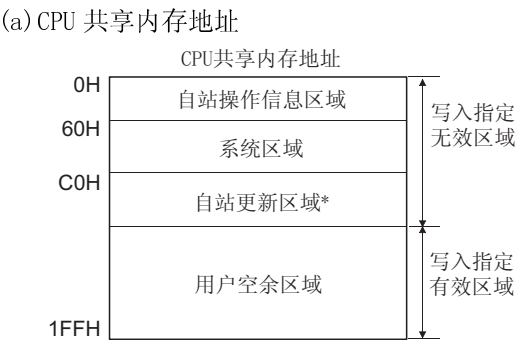 (a) CPU 共享内存地址
CPU共享内存地址
0H
自站操作信息区域
写入指定
无效区域
60H
系统区域
C0H
自站更新区域*
用户空余区域
写入指定
有效区域
1FFH